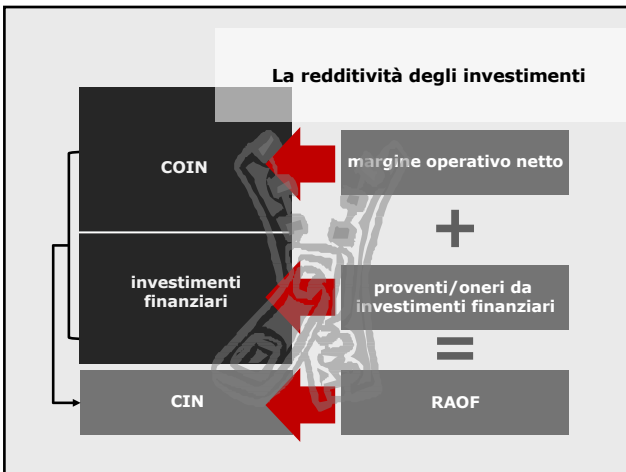 La redditività degli investimenti
COIN
margine operativo netto
+
investimenti
finanziari
proventi/oneri da
investimenti finanziari
=
CIN
RAOF